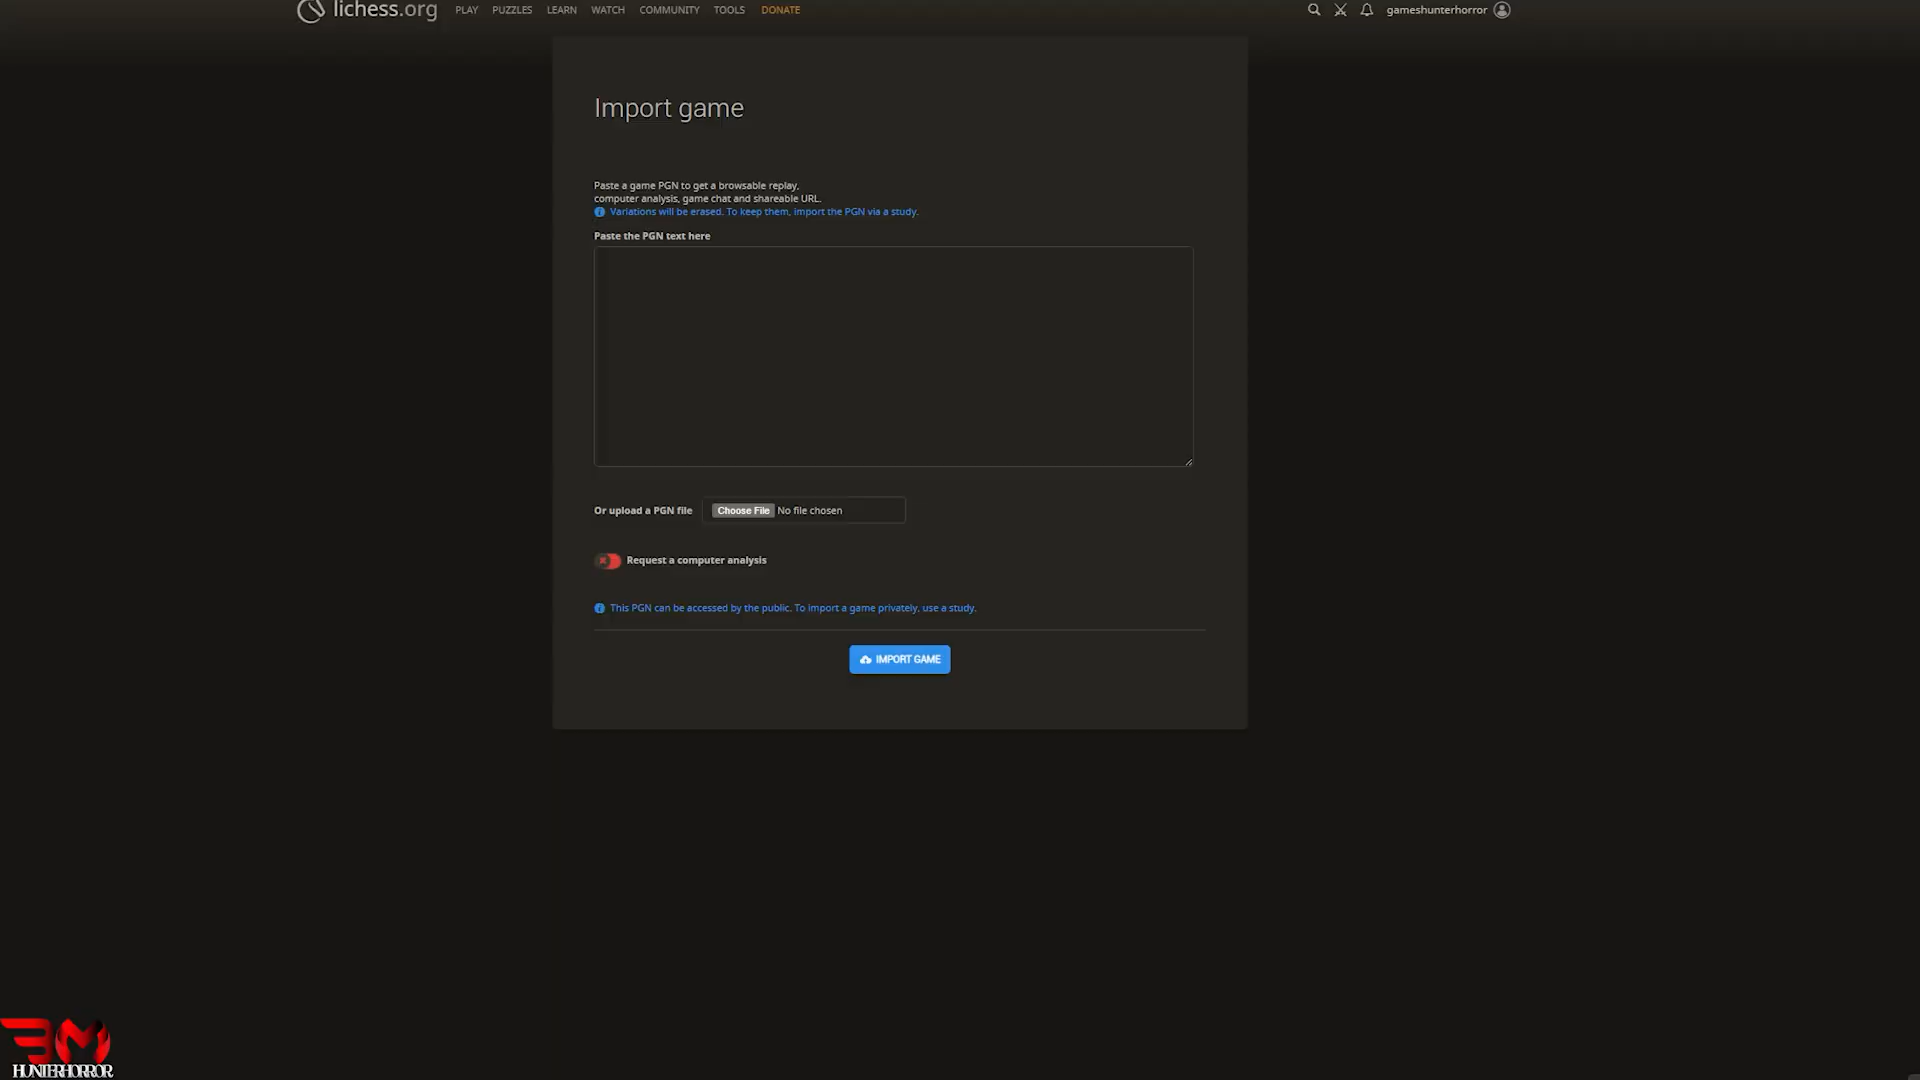 lichess.org PLAY PUZZLES LEARN WATCH COMMUNITY TOOLS DONATE gameshunterhorror
Import game
Paste a game PGN to get a browsable replay,
computer analysis, game chat and shareable URL.
Variations will be erased. To keep them, import the PGN via a study.
Paste the PGN text here
Or upload a PGN file Choose File No file chosen
Request a computer analysis
This PGN can be accessed by the public. To import a game privately, use a study.
IMPORT GAME
3M
HUNTERHORROR